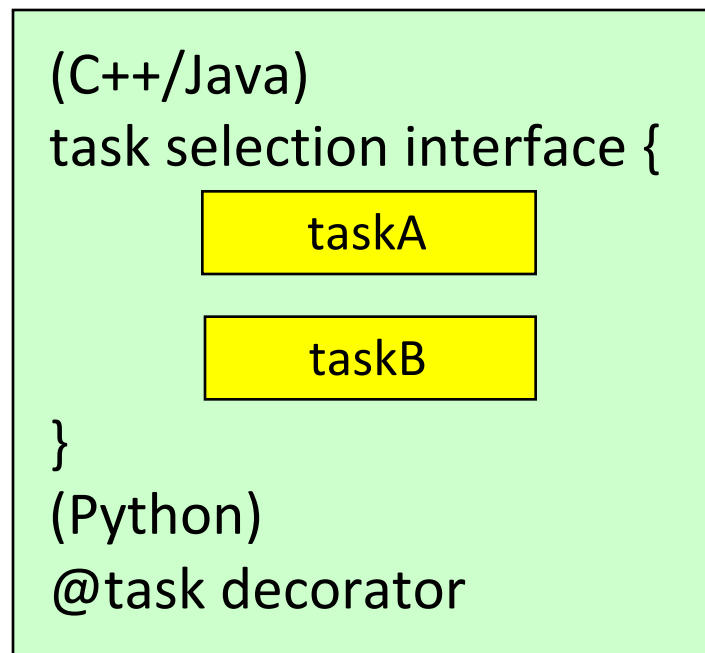 (C++/Java)
task selection interface {
taskA
taskB
}
(Python)
@task decorator